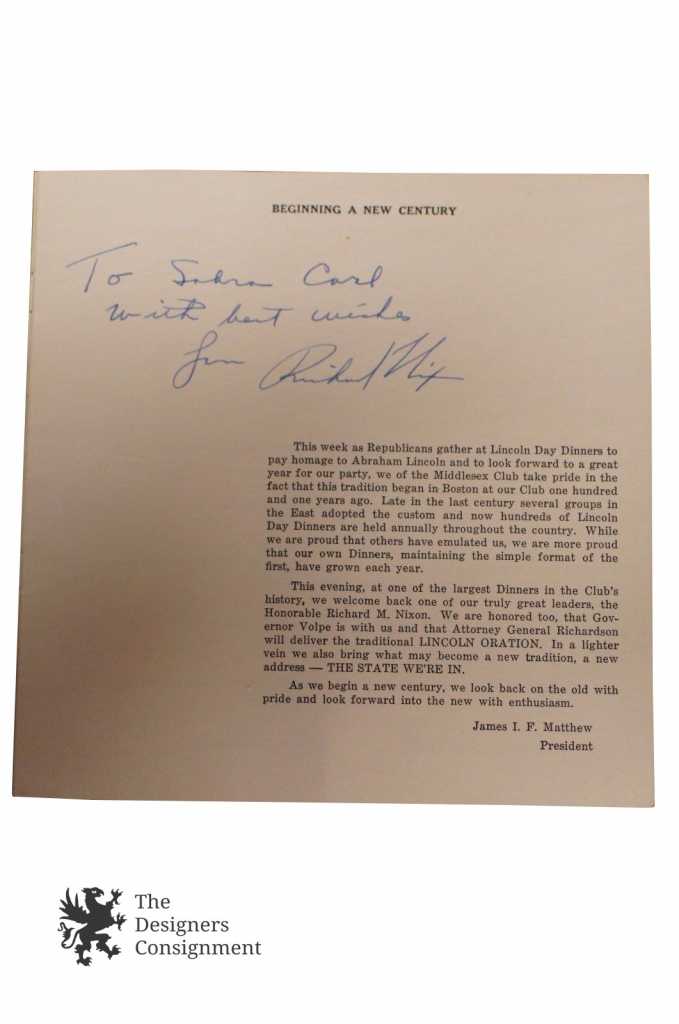 BEGINNING A NEW CENTURY
To Sabra Carl
With best wishes
from Richard Nix
This week as Republicans gather at Lincoln Day Dinners to
pay homage to Abraham Lincoln and to look forward to a great
year for our party, we of the Middlesex Club take pride in the
fact that this tradition began in Boston at our Club one hundred
and one years ago. Late in the last century several groups in
the East adopted the custom and now hundreds of Lincoln
Day Dinners are held annually throughout the country. While
we are proud that others have emulated us, we are more proud
that our own Dinners, maintaining the simple format of the
first, have grown each year.
This evening, at one of the largest Dinners in the Club's
history, we welcome back one of our truly great leaders, the
Honorable Richard M. Nixon. We are honored too, that Gov-
ernor Volpe is with us and that Attorney General Richardson
will deliver the traditional LINCOLN ORATION. In a lighter
vein we also bring what may become a new tradition, a new
address — THE STATE WE'RE IN.
As we begin a new century, we look back on the old with
pride and look forward into the new with enthusiasm.
James I. F. Matthew
President
The
Designers
Consignment